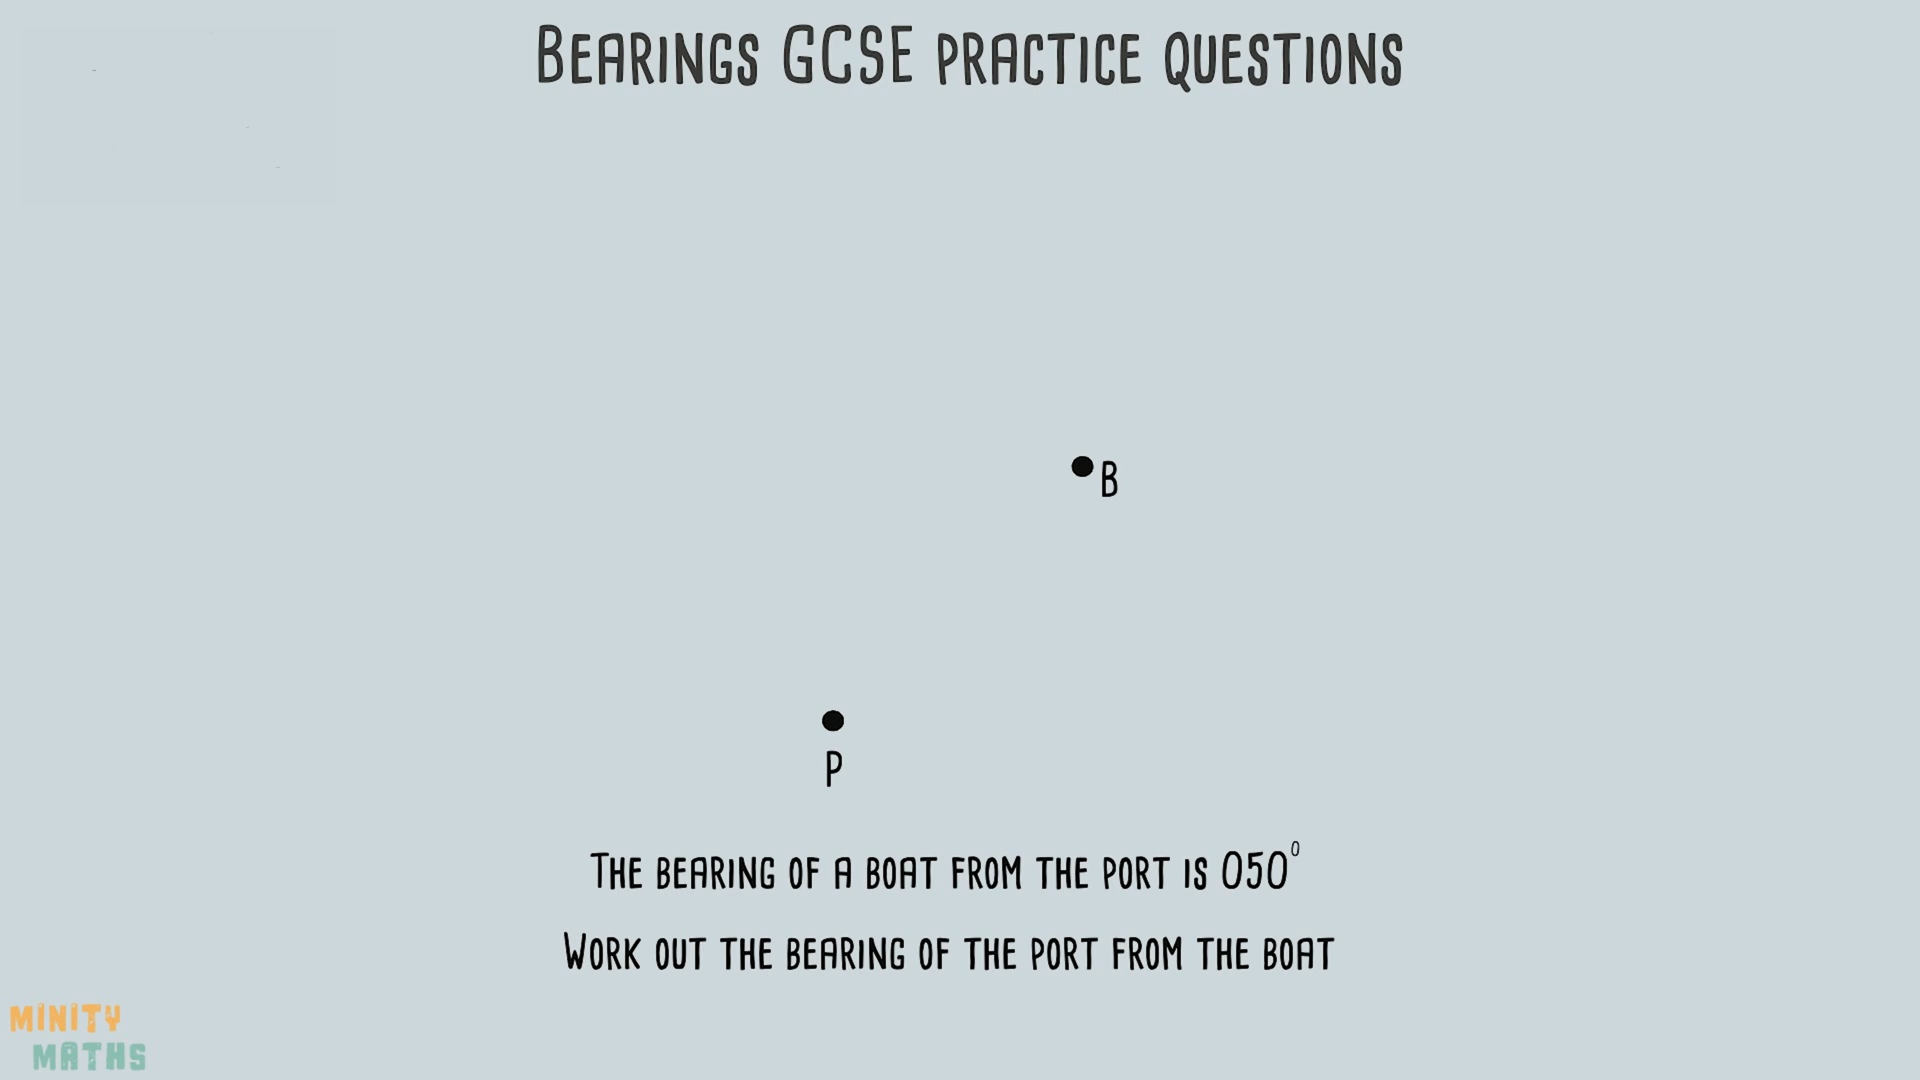 BEARINGS GCSE PRACTICE QUESTIONS
B
P
THE BEARING OF A BOAT FROM THE PORT IS 050°
WORK OUT THE BEARING OF THE PORT FROM THE BOAT
MINITY
MATHS